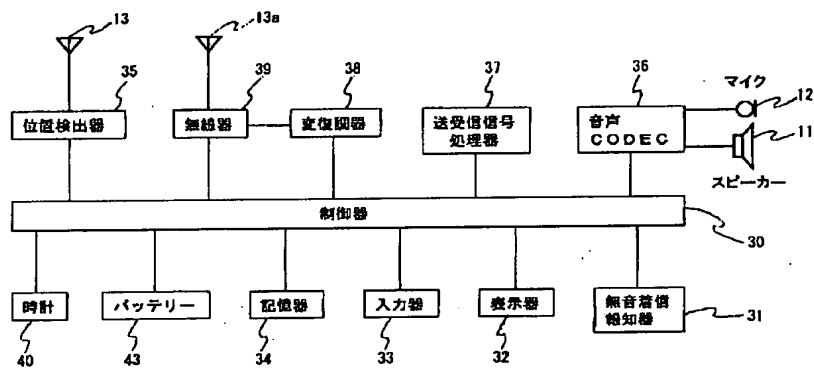 13
13a
35
39
38
37
36
マイク
12
位置検出器
無線器
変復調器
送受信信号
処理器
音声
CODEC
11
スピーカー
制御器
30
時計
バッテリー
記憶器
入力器
表示器
無音着信
報知器
31
40
43
34
33
32